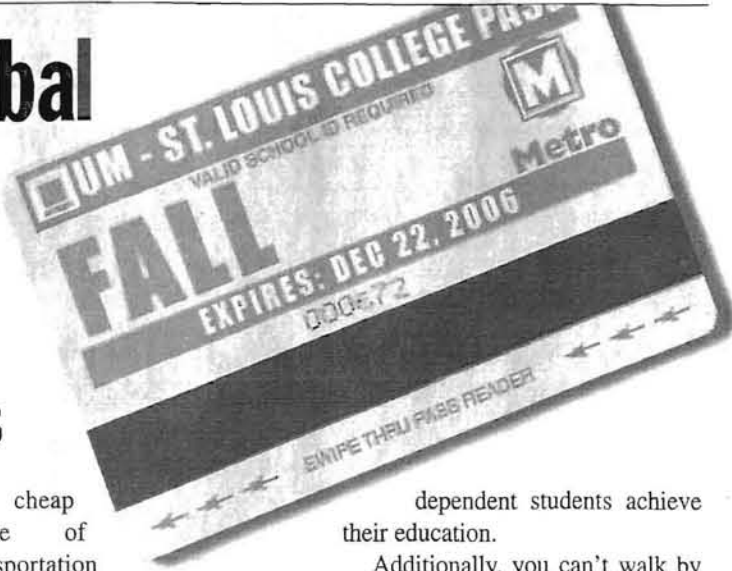 bal
UM - ST. LOUIS COLLEGE PASS
VALID SCHOOL ID REQUIRED
M
Metro
FALL
EXPIRES: DEC 22, 2006
SWIPE THRU PASS READER
cheap
of
sportation
dependent students achieve
their education.
Additionally, you can't walk by